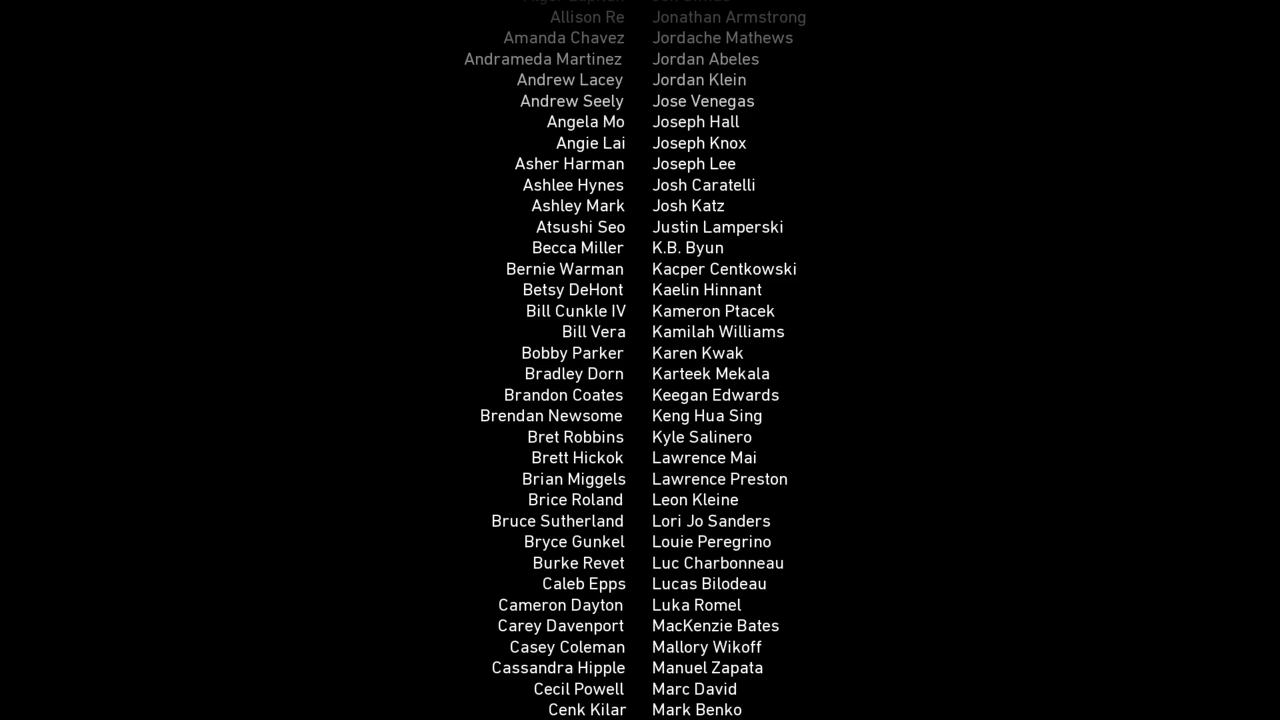 Allison Re Jonathan Armstrong
Amanda Chavez Jordache Mathews
Andrameda Martinez Jordan Abeles
Andrew Lacey Jordan Klein
Andrew Seely Jose Venegas
Angela Mo Joseph Hall
Angie Lai Joseph Knox
Asher Harman Joseph Lee
Ashlee Hynes Josh Caratelli
Ashley Mark Josh Katz
Atsushi Seo Justin Lamperski
Becca Miller K.B. Byun
Bernie Warman Kacper Centkowski
Betsy DeHont Kaelin Hinnant
Bill Cunkle IV Kameron Ptacek
Bill Vera Kamilah Williams
Bobby Parker Karen Kwak
Bradley Dorn Karteek Mekala
Brandon Coates Keegan Edwards
Brendan Newsome Keng Hua Sing
Bret Robbins Kyle Salinero
Brett Hickok Lawrence Mai
Brian Miggels Lawrence Preston
Brice Roland Leon Kleine
Bruce Sutherland Lori Jo Sanders
Bryce Gunkel Louie Peregrino
Burke Revet Luc Charbonneau
Caleb Epps Lucas Bilodeau
Cameron Dayton Luka Romel
Carey Davenport MacKenzie Bates
Casey Coleman Mallory Wikoff
Cassandra Hipple Manuel Zapata
Cecil Powell Marc David
Cenk Kilar Mark Benko